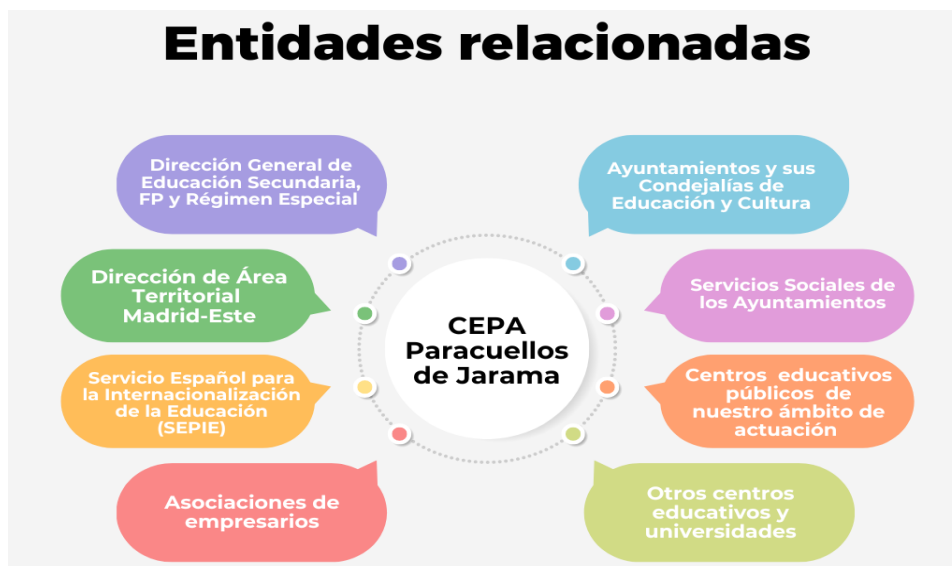 Entidades relacionadas
Dirección General de
Educación Secundaria,
FP y Régimen Especial
Ayuntamientos y sus
Condejalías de
Educación y Cultura
Dirección de Área
Territorial
Madrid-Este
Servicios Sociales de
los Ayuntamientos
CEPA
Paracuellos
de Jarama
Servicio Español para
la Internacionalización
de la Educación
(SEPIE)
Centros educativos
públicos de
nuestro ámbito de
actuación
Asociaciones de
empresarios
Otros centros
educativos y
universidades